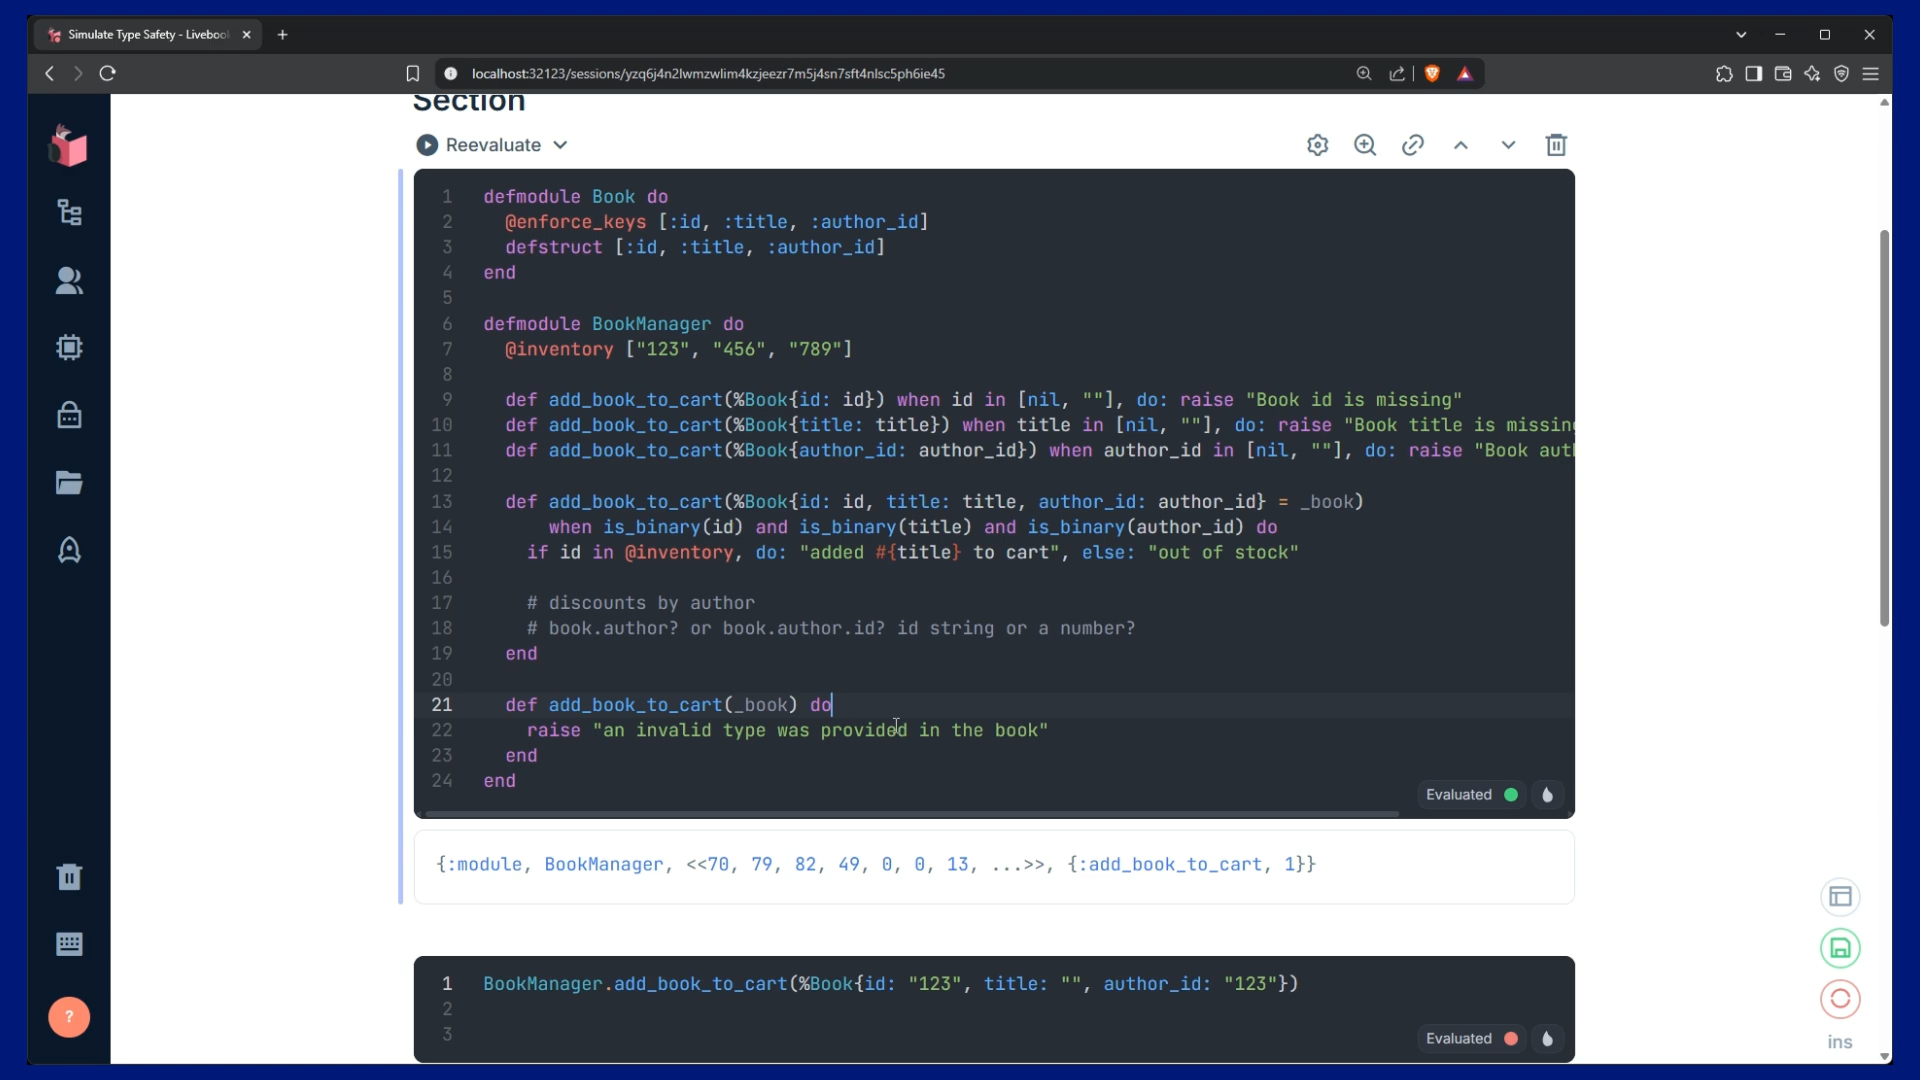 Simulate Type Safety - Livebook
localhost:32123/sessions/yzq6j4n2lwmzwlim4kzjeezr7m5j4sn7sft4nlsc5ph6ie45
Section
Reevaluate
1 defmodule Book do
2 @enforce_keys [:id, :title, :author_id]
3 defstruct [:id, :title, :author_id]
4 end
5
6 defmodule BookManager do
7 @inventory ["123", "456", "789"]
8
9 def add_book_to_cart(%Book{id: id}) when id in [nil, ""], do: raise "Book id is missing"
10 def add_book_to_cart(%Book{title: title}) when title in [nil, ""], do: raise "Book title is missin
11 def add_book_to_cart(%Book{author_id: author_id}) when author_id in [nil, ""], do: raise "Book aut
12
13 def add_book_to_cart(%Book{id: id, title: title, author_id: author_id} = _book)
14 when is_binary(id) and is_binary(title) and is_binary(author_id) do
15 if id in @inventory, do: "added #{title} to cart", else: "out of stock"
16
17 # discounts by author
18 # book.author? or book.author.id? id string or a number?
19 end
20
21 def add_book_to_cart(_book) do
22 raise "an invalid type was provided in the book"
23 end
24 end
Evaluated
{:module, BookManager, <<70, 79, 82, 49, 0, 0, 13, ...>>, {:add_book_to_cart, 1}}
1 BookManager.add_book_to_cart(%Book{id: "123", title: "", author_id: "123"})
2
3
Evaluated
?
ins